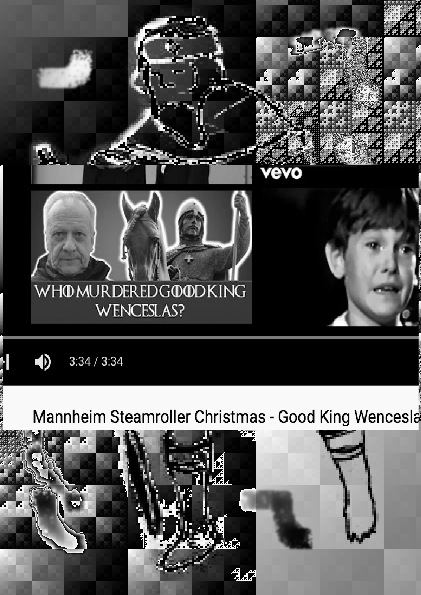 vevo
WHO MURDERED GOOD KING
WENCESLAS?
3:34 / 3:34
Mannheim Steamroller Christmas - Good King Wencesla